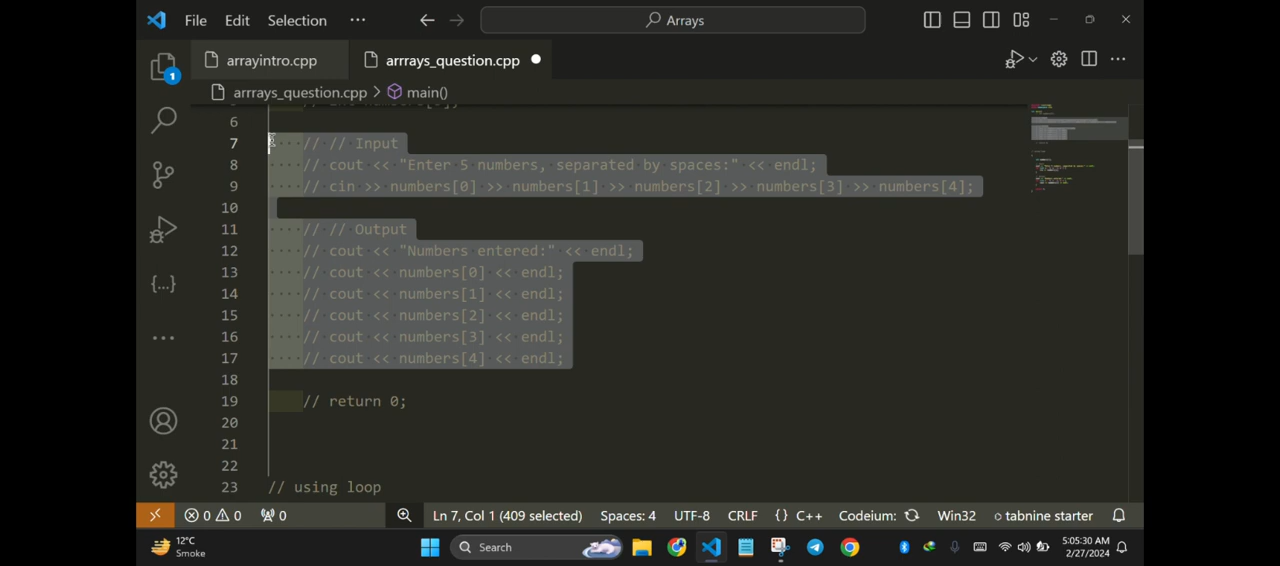 File Edit Selection ··· Arrays
arrayintro.cpp arrrays_question.cpp
arrrays_question.cpp > main()
6
7 // // Input
8 // cout << "Enter 5 numbers, separated by spaces:" << endl;
9 // cin >> numbers[0] >> numbers[1] >> numbers[2] >> numbers[3] >> numbers[4];
10
11 // // Output
12 // cout << "Numbers entered:" << endl;
13 // cout << numbers[0] << endl;
14 // cout << numbers[1] << endl;
15 // cout << numbers[2] << endl;
16 // cout << numbers[3] << endl;
17 // cout << numbers[4] << endl;
18
19 // return 0;
20
21
22
23 // using loop
1
0 0 0 Ln 7, Col 1 (409 selected) Spaces: 4 UTF-8 CRLF {} C++ Codeium: Win32 tabnine starter
12°C
Smoke
Search
5:05:30 AM
2/27/2024